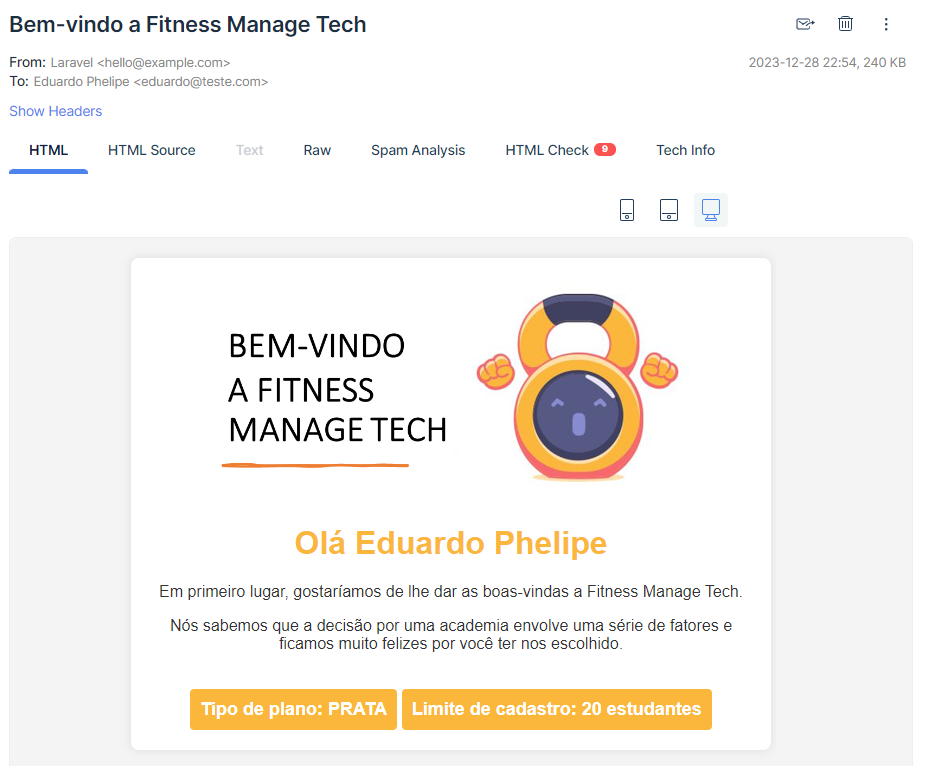 Bem-vindo a Fitness Manage Tech
From: Laravel <hello@example.com>
2023-12-28 22:54, 240 KB
To: Eduardo Phelipe <eduardo@teste.com>
Show Headers
HTML HTML Source Text Raw Spam Analysis HTML Check 9 Tech Info
BEM-VINDO
A FITNESS
MANAGE TECH
Olá Eduardo Phelipe
Em primeiro lugar, gostaríamos de lhe dar as boas-vindas a Fitness Manage Tech.
Nós sabemos que a decisão por uma academia envolve uma série de fatores e
ficamos muito felizes por você ter nos escolhido.
Tipo de plano: PRATA Limite de cadastro: 20 estudantes